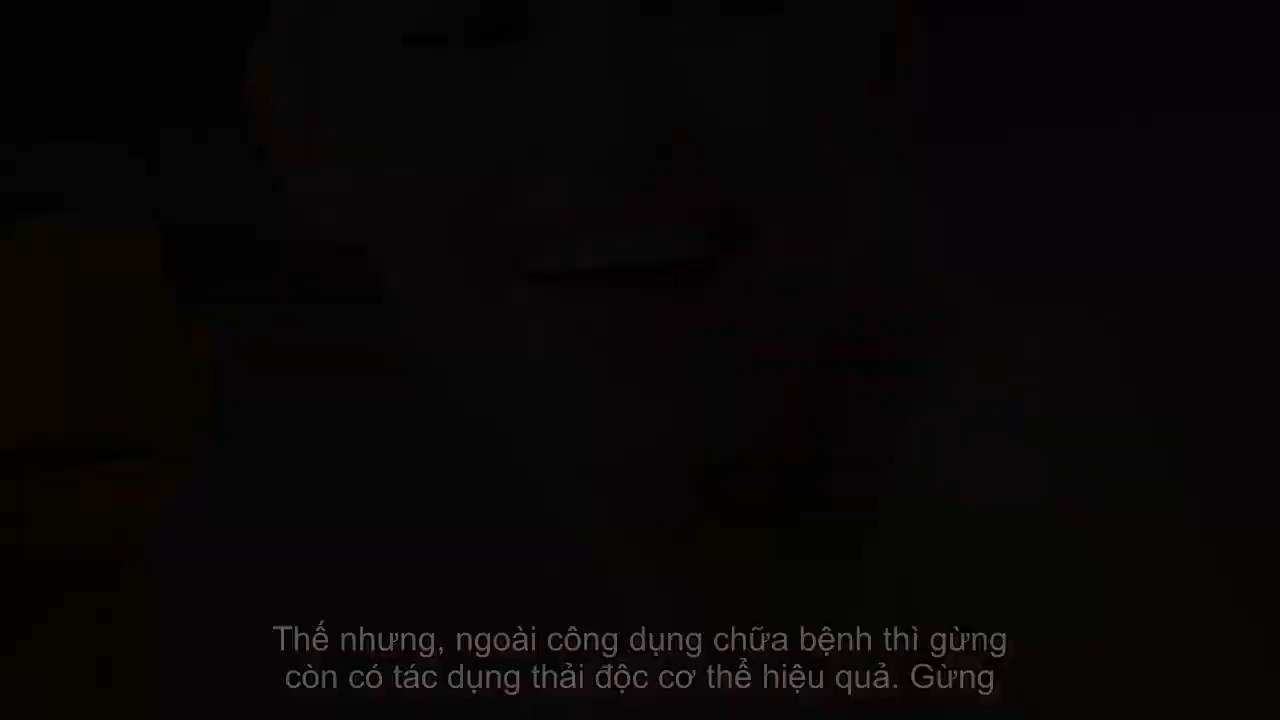 Thế nhưng, ngoài công dụng chữa bệnh thì gừng
còn có tác dụng thải độc cơ thể hiệu quả. Gừng